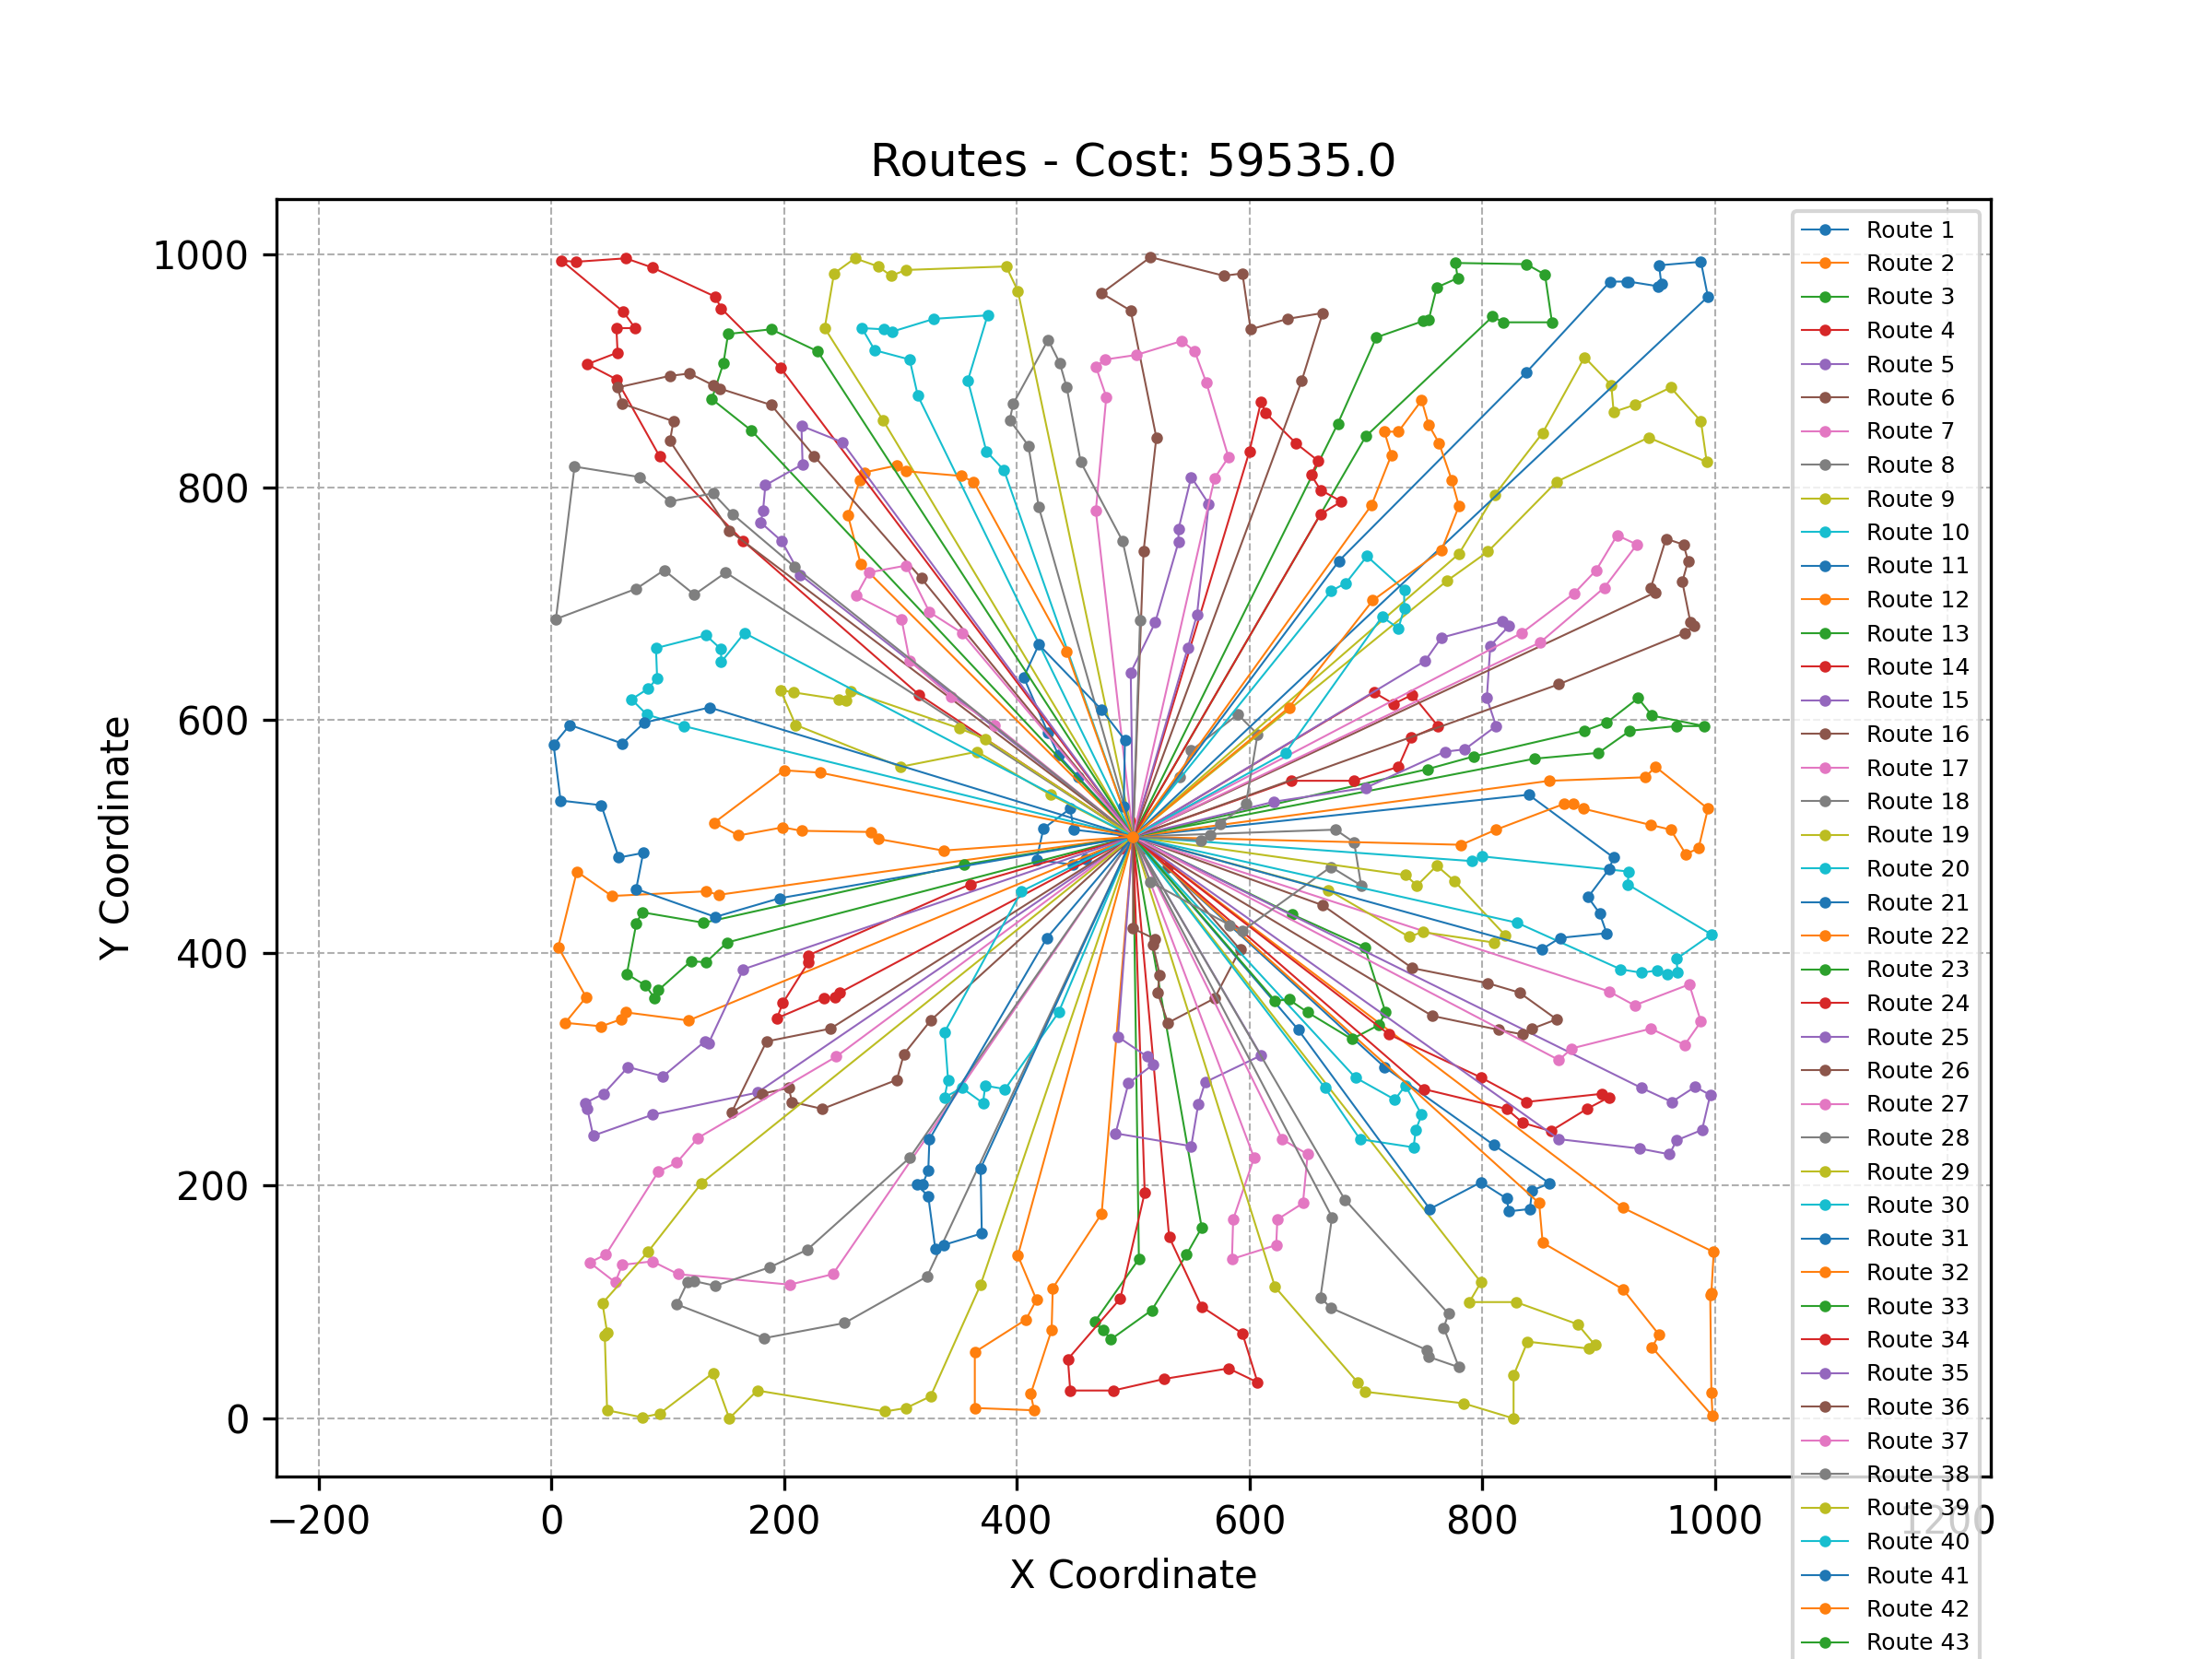 Routes - Cost: 59535.0
1000
800
600
400
200
0
Y Coordinate
−200
0
200
400
600
800
1000
1200
X Coordinate
Route 1
Route 2
Route 3
Route 4
Route 5
Route 6
Route 7
Route 8
Route 9
Route 10
Route 11
Route 12
Route 13
Route 14
Route 15
Route 16
Route 17
Route 18
Route 19
Route 20
Route 21
Route 22
Route 23
Route 24
Route 25
Route 26
Route 27
Route 28
Route 29
Route 30
Route 31
Route 32
Route 33
Route 34
Route 35
Route 36
Route 37
Route 38
Route 39
Route 40
Route 41
Route 42
Route 43